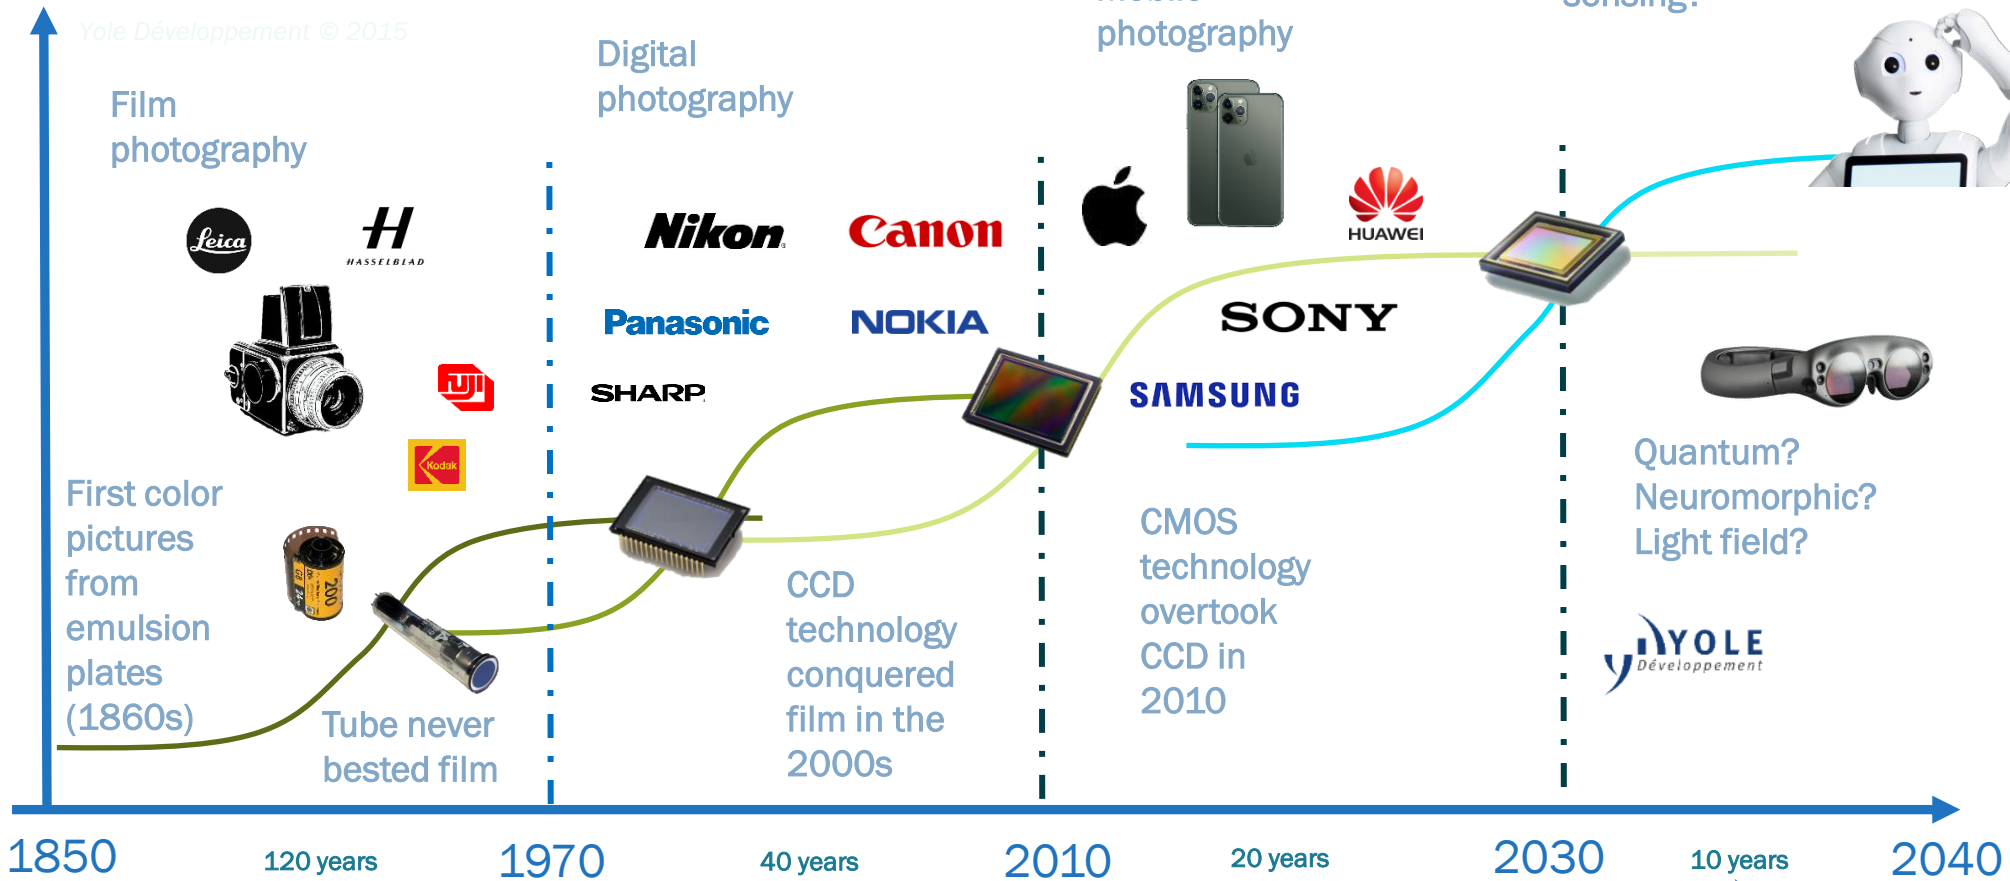 Yole Développement © 2015
Film
photography
Digital
photography
photography
sensing?
Leica
H
HASSELBLAD
FUJI
Kodak
200
First color
pictures
from
emulsion
plates
(1860s)
Tube never
bested film
Nikon
Canon
Panasonic
NOKIA
SHARP
CCD
technology
conquered
film in the
2000s
HUAWEI
SONY
SAMSUNG
CMOS
technology
overtook
CCD in
2010
Quantum?
Neuromorphic?
Light field?
YOLE
Développement
1850
120 years
1970
40 years
2010
20 years
2030
10 years
2040